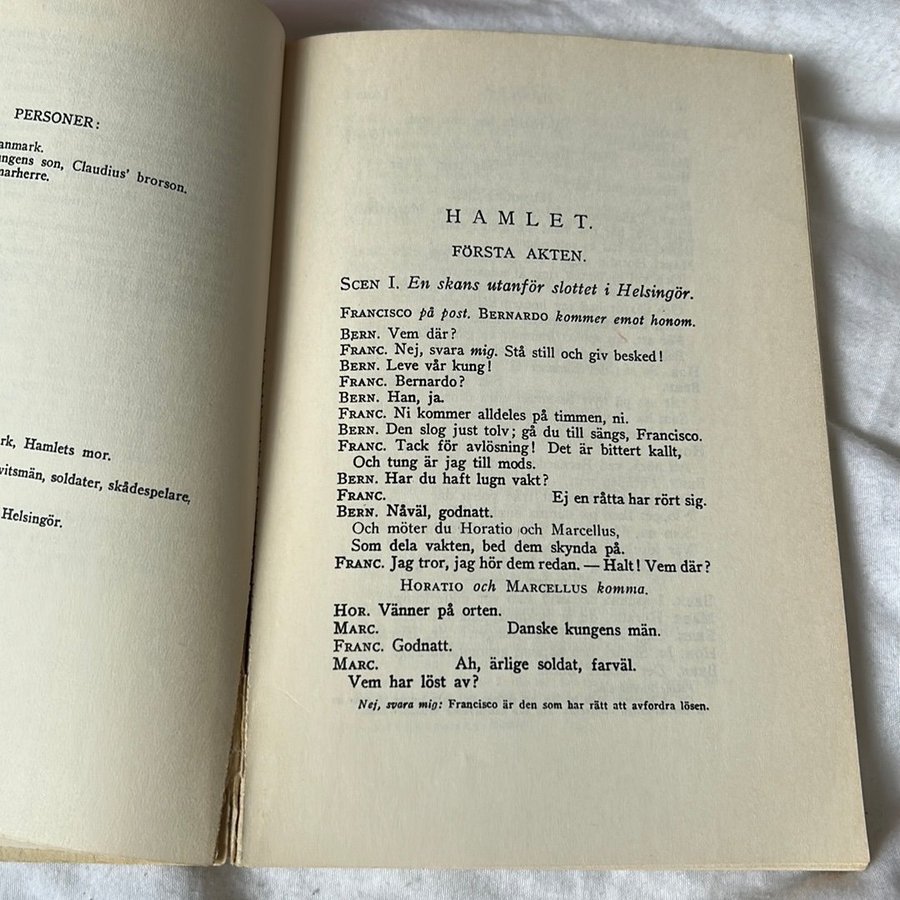 PERSONER:
anmark.
ngens son, Claudius' brorson.
marherre.
rk, Hamlets mor.
vitsmän, soldater, skådespelare,
Helsingör.
HAMLET.
FÖRSTA AKTEN.
SCEN I. En skans utanför slottet i Helsingör.
FRANCISCO på post. BERNARDO kommer emot honom.
BERN. Vem där?
FRANC. Nej, svara mig. Stå still och giv besked!
BERN. Leve vår kung!
FRANC. Bernardo?
BERN. Han, ja.
FRANC. Ni kommer alldeles på timmen, ni.
BERN. Den slog just tolv; gå du till sängs, Francisco.
FRANC. Tack för avlösning! Det är bittert kallt,
Och tung är jag till mods.
BERN. Har du haft lugn vakt?
FRANC. Ej en råtta har rört sig.
BERN. Nåväl, godnatt.
Och möter du Horatio och Marcellus,
Som dela vakten, bed dem skynda på.
FRANC. Jag tror, jag hör dem redan. — Halt! Vem där?
HORATIO och MARCELLUS komma.
HOR. Vänner på orten.
MARC. Danske kungens män.
FRANC. Godnatt.
MARC. Ah, ärlige soldat, farväl.
Vem har löst av?
Nej, svara mig: Francisco är den som har rätt att avfordra lösen.